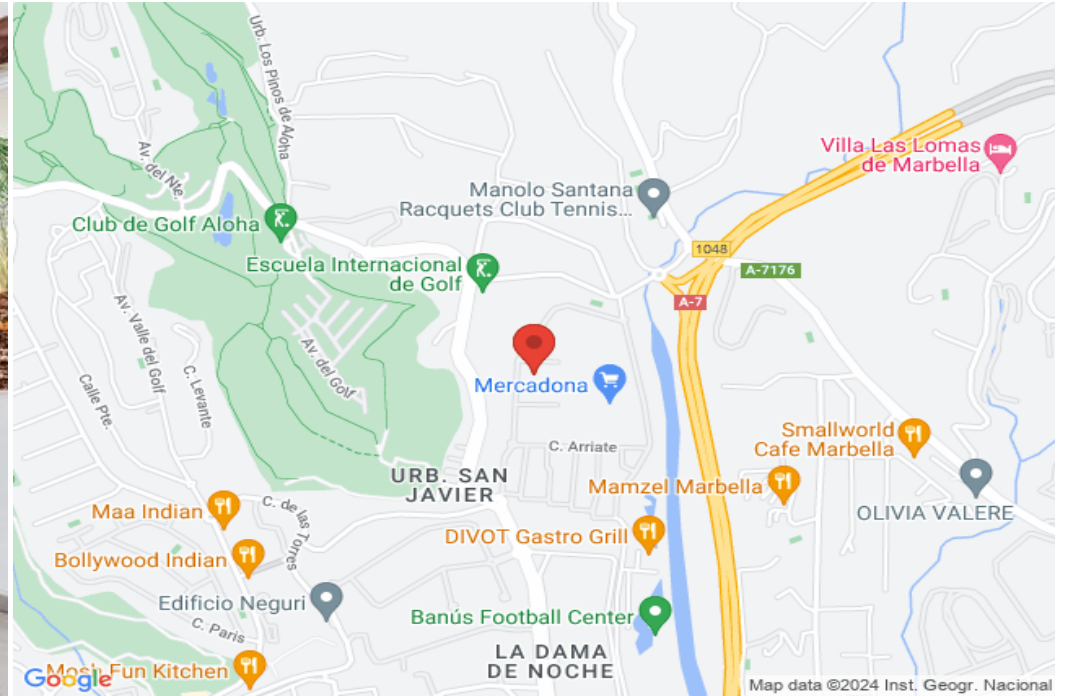 Urb. Los Pinos de Aloha
Av. del Nte.
Villa Las Lomas
de Marbella
Manolo Santana
Racquets Club Tennis...
Club de Golf Aloha
1048
Escuela Internacional
de Golf
A-7176
A-7
Av. Valle del Golf
Av. del Golf
C. Levante
Calle Pte.
Mercadona
Smallworld
Cafe Marbella
C. Arriate
URB. SAN
JAVIER
Mamzel Marbella
Maa Indian
C. de las Torres
OLIVIA VALERE
DIVOT Gastro Grill
Bollywood Indian
Edificio Neguri
Banús Football Center
C. Paris
LA DAMA
DE NOCHE
Mosh Fun Kitchen
Google
Map data ©2024 Inst. Geogr. Nacional